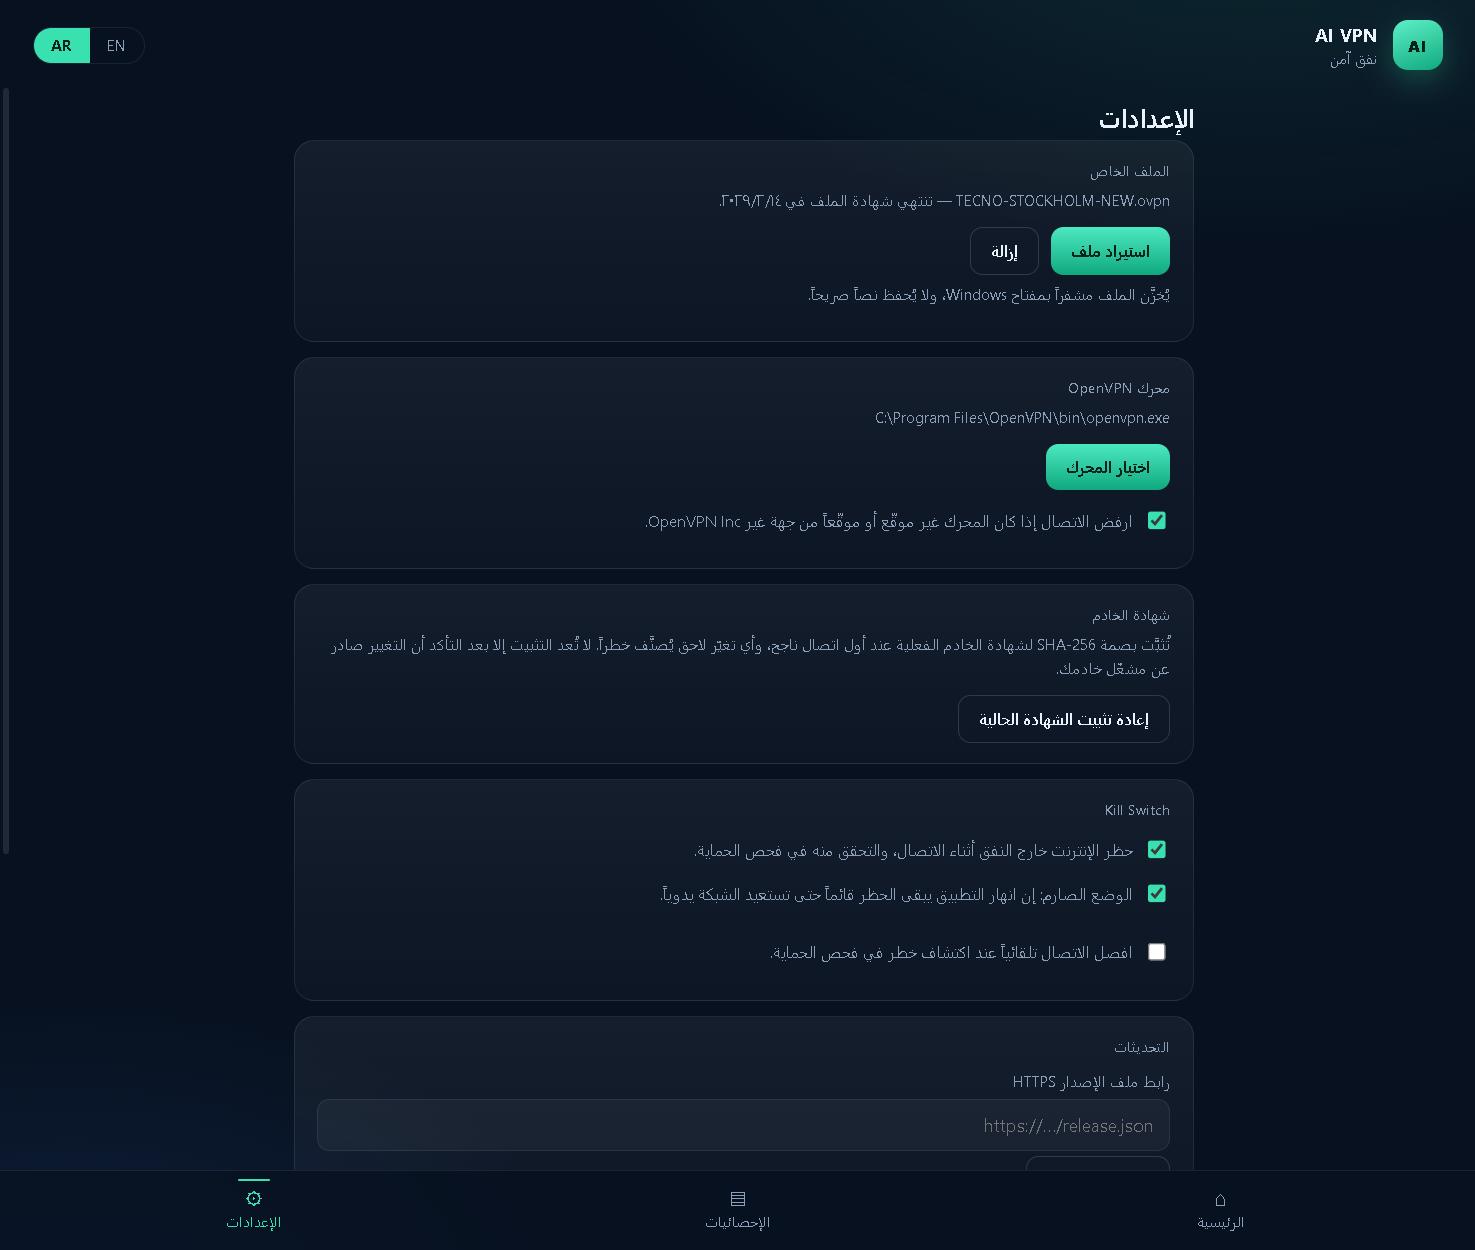 AI VPN
AI
نفق آمن
EN
AR
الإعدادات
الملف الخاص
TECNO-STOCKHOLM-NEW.ovpn — تنتهي شهادة الملف في ٢٠٢٩/٢/١٤.
استيراد ملف
إزالة
يُخزَّن الملف مشفراً بمفتاح Windows، ولا يُحفظ نصاً صريحاً.
محرك OpenVPN
C:\Program Files\OpenVPN\bin\openvpn.exe
اختيار المحرك
ارفض الاتصال إذا كان المحرك غير موقّع أو موقّعاً من جهة غير OpenVPN Inc.
شهادة الخادم
تُثبَّت بصمة SHA-256 لشهادة الخادم الفعلية عند أول اتصال ناجح، وأي تغيّر لاحق يُصنَّف خطراً. لا تُعد التثبيت إلا بعد التأكد أن التغيير صادر
عن مشغّل خادمك.
إعادة تثبيت الشهادة الحالية
Kill Switch
حظر الإنترنت خارج النفق أثناء الاتصال، والتحقق منه في فحص الحماية.
الوضع الصارم: إن انهار التطبيق يبقى الحظر قائماً حتى تستعيد الشبكة يدوياً.
افصل الاتصال تلقائياً عند اكتشاف خطر في فحص الحماية.
التحديثات
رابط ملف الإصدار HTTPS
https://.../release.json
الرئيسية
الإحصائيات
الإعدادات